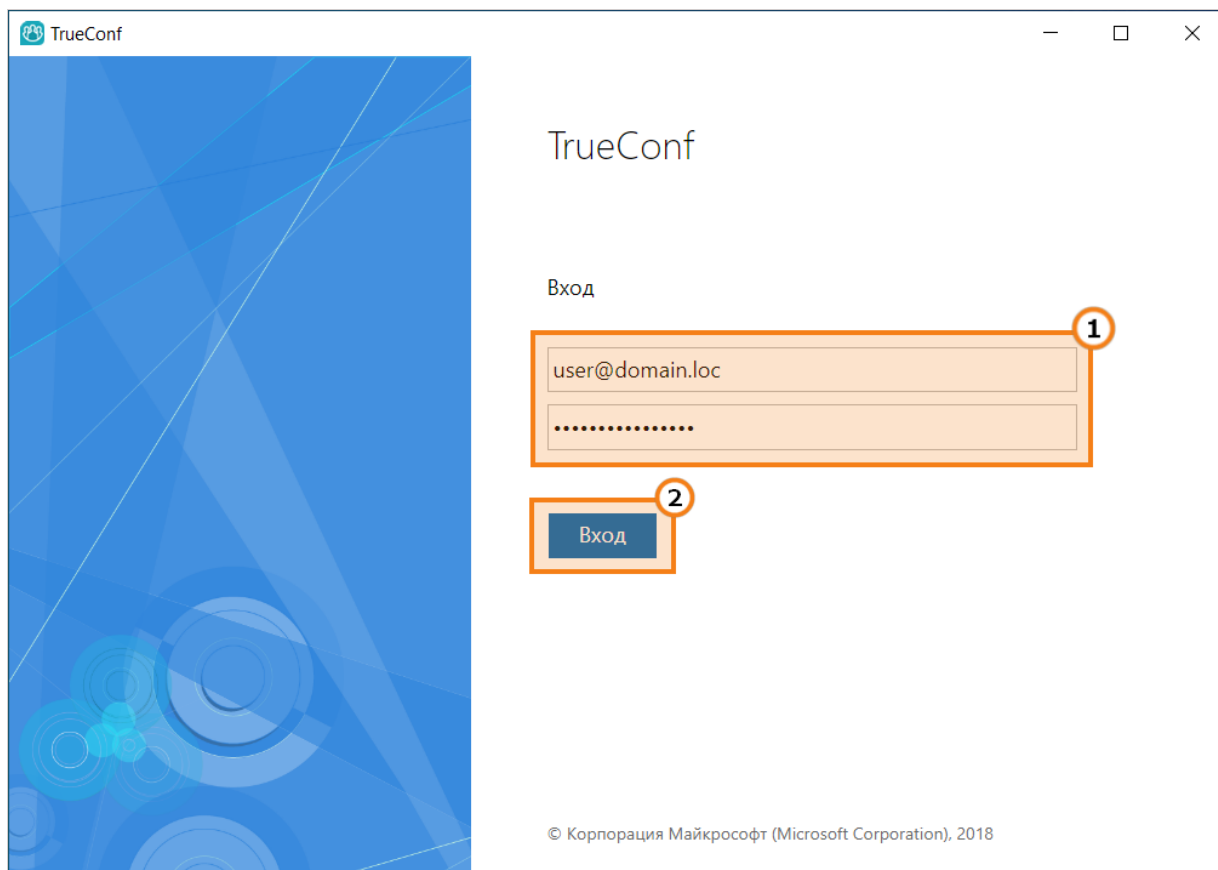 TrueConf
TrueConf
Вход
1
user@domain.loc
••••••••••••••••
2
Вход
© Корпорация Майкрософт (Microsoft Corporation), 2018